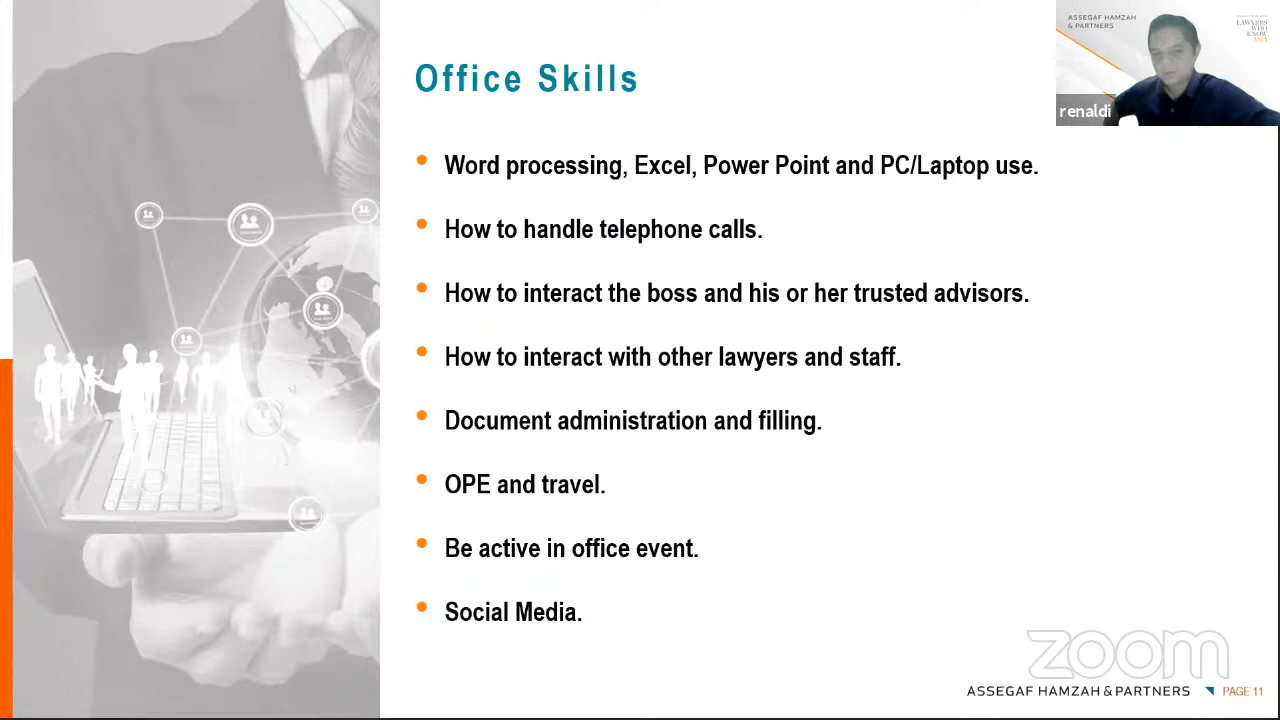 Office Skills
ASSEGAF HAMZAH
& PARTNERS
LAWYERS
WHO
KNOW
ASIA
renaldi
• Word processing, Excel, Power Point and PC/Laptop use.
• How to handle telephone calls.
• How to interact the boss and his or her trusted advisors.
• How to interact with other lawyers and staff.
• Document administration and filling.
• OPE and travel.
• Be active in office event.
• Social Media.
zoom
ASSEGAF HAMZAH & PARTNERS
PAGE 11